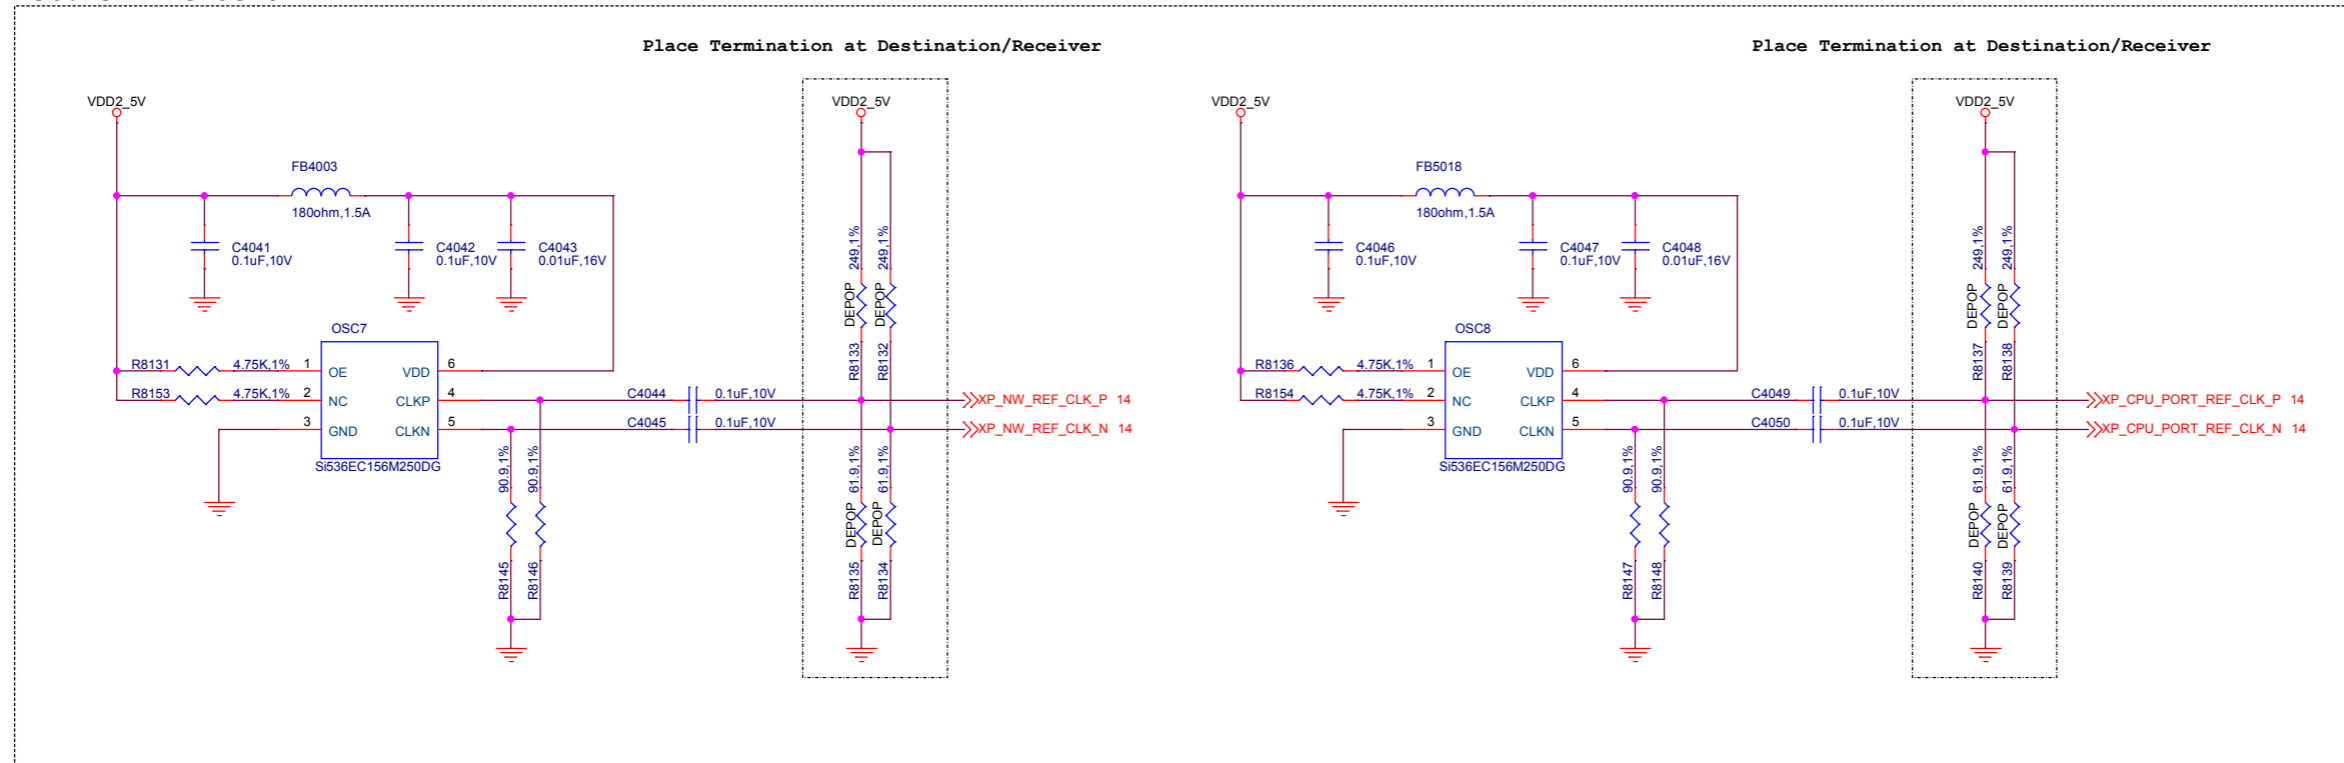 Place Termination at Destination/Receiver
VDD2_5V
VDD2_5V
FB4003
180ohm,1.5A
C4041
0.1uF,10V
C4042
0.1uF,10V
C4043
0.01uF,16V
249,1%
249,1%
DEPOP
DEPOP
R8133
R8132
OSC7
R8131
4.75K,1%
1
OE
VDD
6
R8153
4.75K,1%
2
NC
CLKP
4
3
GND
CLKN
5
Si536EC156M250DG
C4044
0.1uF,10V
XP_NW_REF_CLK_P 14
C4045
0.1uF,10V
XP_NW_REF_CLK_N 14
90.9,1%
90.9,1%
R8145
R8146
61.9,1%
61.9,1%
DEPOP
DEPOP
R8135
R8134
Place Termination at Destination/Receiver
VDD2_5V
VDD2_5V
FB5018
180ohm,1.5A
C4046
0.1uF,10V
C4047
0.1uF,10V
C4048
0.01uF,16V
249,1%
249,1%
DEPOP
DEPOP
R8137
R8138
OSC8
R8136
4.75K,1%
1
OE
VDD
6
R8154
4.75K,1%
2
NC
CLKP
4
3
GND
CLKN
5
Si536EC156M250DG
C4049
0.1uF,10V
XP_CPU_PORT_REF_CLK_P 14
C4050
0.1uF,10V
XP_CPU_PORT_REF_CLK_N 14
90.9,1%
90.9,1%
R8147
R8148
61.9,1%
61.9,1%
DEPOP
DEPOP
R8140
R8139